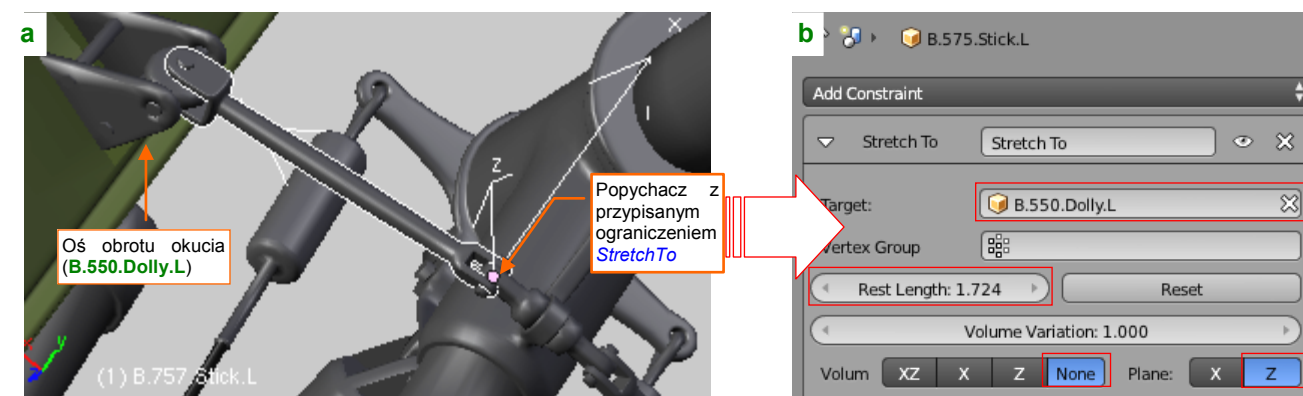 a
X
Z
Popychacz z
przypisanym
ograniczeniem
StretchTo
Oś obrotu okucia
(B.550.Dolly.L)
x y z
(1) B.757.Stick.L
b
B.575.Stick.L
Add Constraint
Stretch To Stretch To
Target: B.550.Dolly.L
Vertex Group
Rest Length: 1.724 Reset
Volume Variation: 1.000
Volum XZ X Z None Plane: X Z